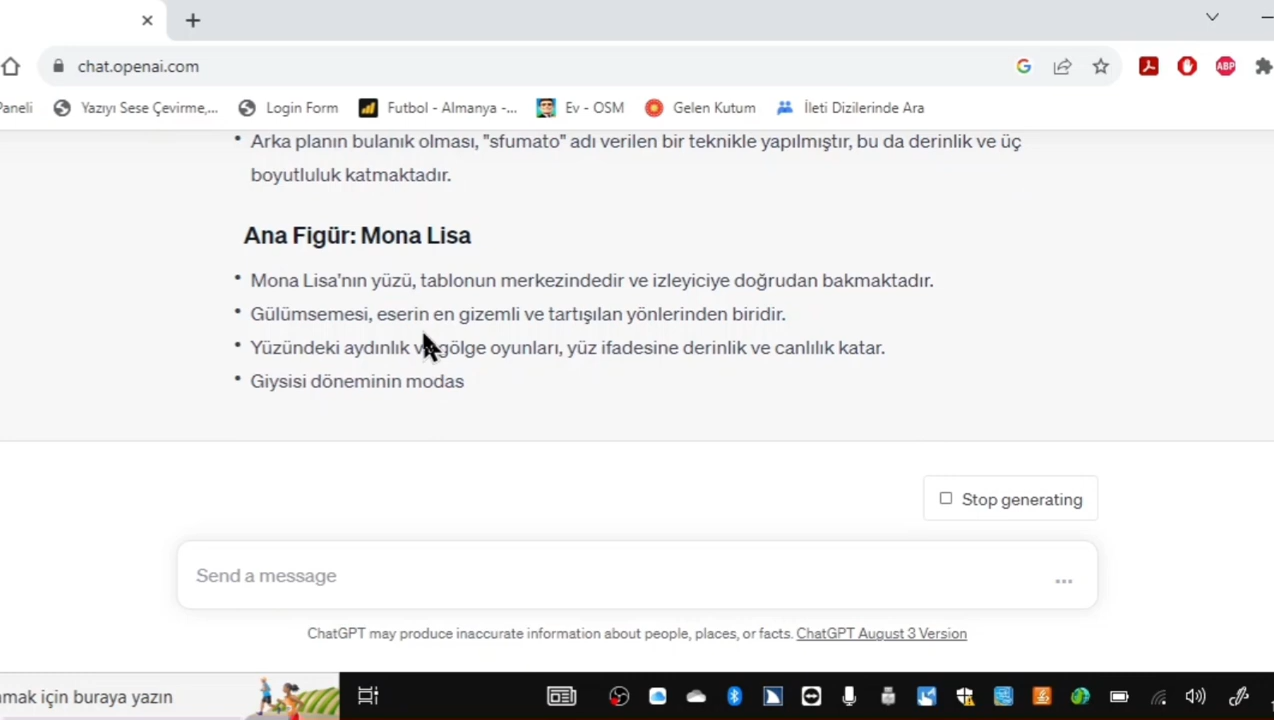 chat.openai.com
Paneli Yazıyı Sese Çevirme,... Login Form Futbol - Almanya -... Ev - OSM Gelen Kutum İleti Dizilerinde Ara
ABP
Arka planın bulanık olması, "sfumato" adı verilen bir teknikle yapılmıştır, bu da derinlik ve üç
boyutluluk katmaktadır.
Ana Figür: Mona Lisa
Mona Lisa'nın yüzü, tablonun merkezindedir ve izleyiciye doğrudan bakmaktadır.
Gülümsemesi, eserin en gizemli ve tartışılan yönlerinden biridir.
Yüzündeki aydınlık ve gölge oyunları, yüz ifadesine derinlik ve canlılık katar.
Giysisi döneminin modas
Stop generating
Send a message
ChatGPT may produce inaccurate information about people, places, or facts. ChatGPT August 3 Version
amak için buraya yazın